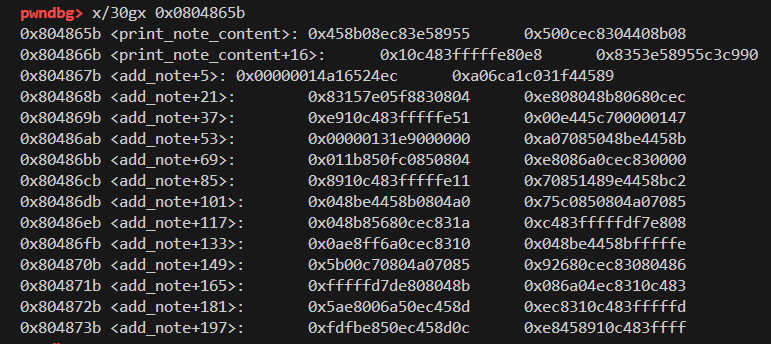 pwndbg> x/30gx 0x0804865b
0x804865b <print_note_content>: 0x458b08ec83e58955 0x500cec8304408b08
0x804866b <print_note_content+16>: 0x10c483fffffe80e8 0x8353e58955c3c990
0x804867b <add_note+5>: 0x00000014a16524ec 0xa06ca1c031f44589
0x804868b <add_note+21>: 0x83157e05f8830804 0xe808048b80680cec
0x804869b <add_note+37>: 0xe910c483fffffe51 0x00e445c700000147
0x80486ab <add_note+53>: 0x00000131e9000000 0xa07085048be4458b
0x80486bb <add_note+69>: 0x011b850fc0850804 0xe8086a0cec830000
0x80486cb <add_note+85>: 0x8910c483fffffe11 0x70851489e4458bc2
0x80486db <add_note+101>: 0x048be4458b0804a0 0x75c0850804a07085
0x80486eb <add_note+117>: 0x048b85680cec831a 0xc483fffffdf7e808
0x80486fb <add_note+133>: 0x0ae8ff6a0cec8310 0x048be4458bfffffe
0x804870b <add_note+149>: 0x5b00c70804a07085 0x92680cec83080486
0x804871b <add_note+165>: 0xfffffd7de808048b 0x086a04ec8310c483
0x804872b <add_note+181>: 0x5ae8006a50ec458d 0xec8310c483fffffd
0x804873b <add_note+197>: 0xfdfbe850ec458d0c 0xe8458910c483ffff